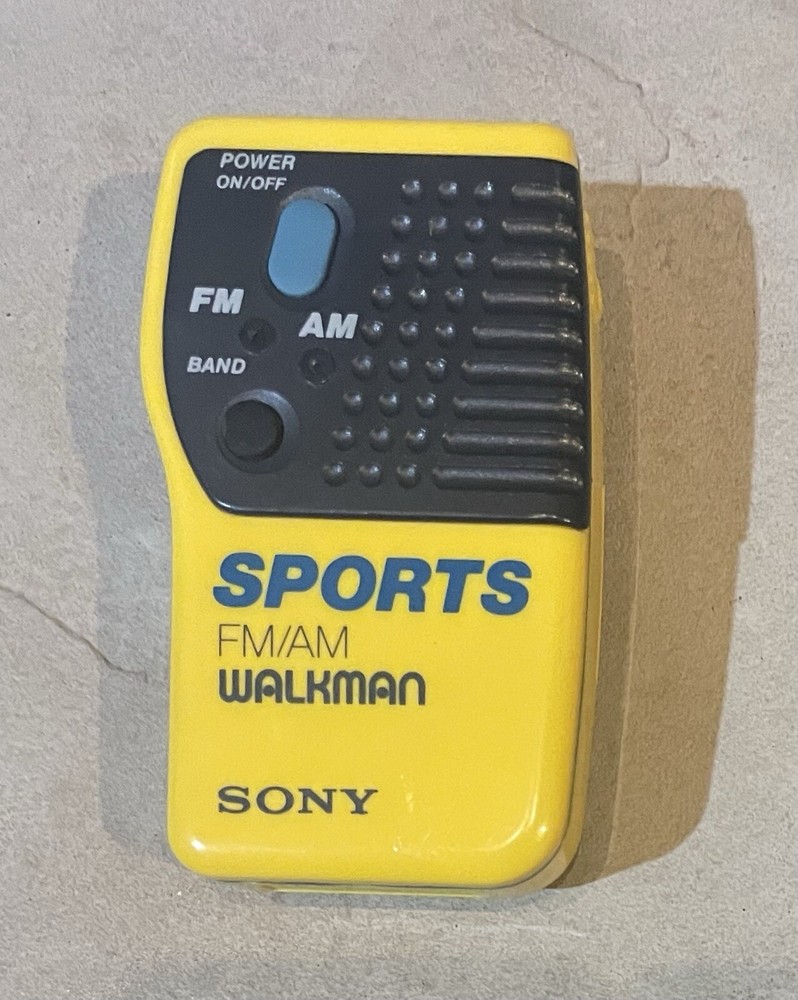 POWER
ON/OFF
FM
AM
BAND
SPORTS
FM/AM
WALKMAN
SONY